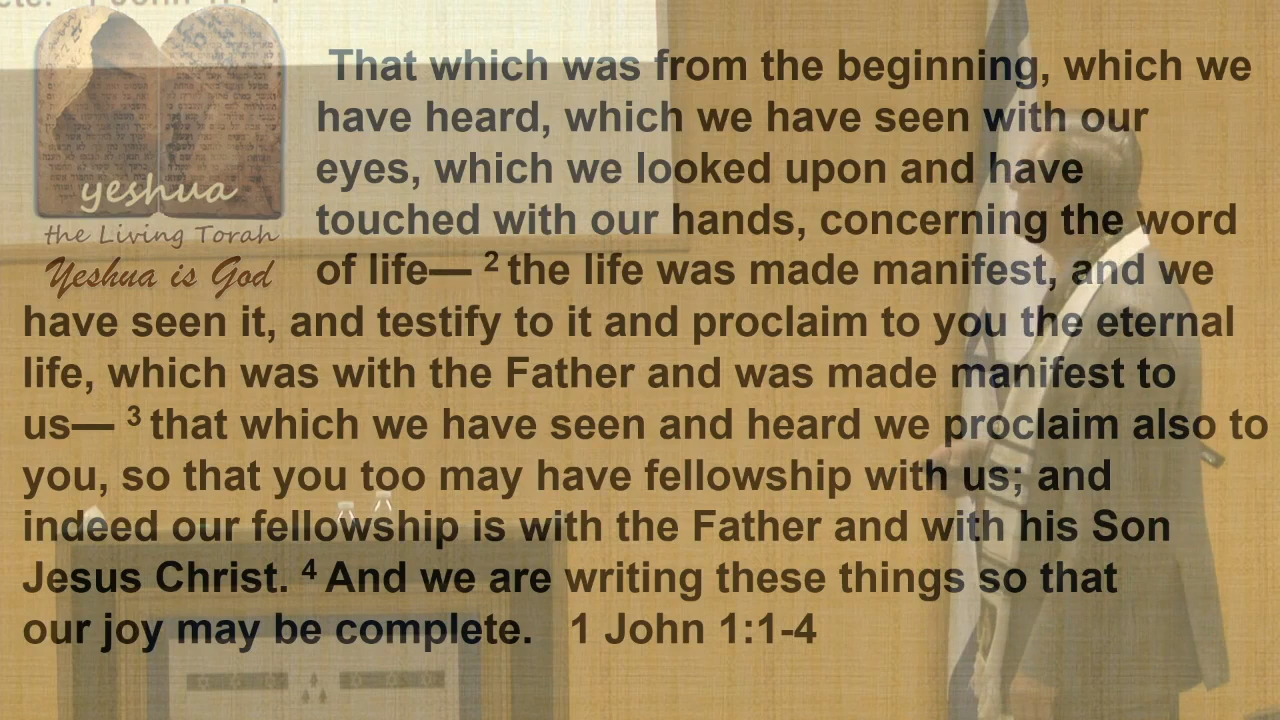 1 John 1:1-4
yeshua
the Living Torah
Yeshua is God
That which was from the beginning, which we
have heard, which we have seen with our
eyes, which we looked upon and have
touched with our hands, concerning the word
of life— ² the life was made manifest, and we
have seen it, and testify to it and proclaim to you the eternal
life, which was with the Father and was made manifest to
us— ³ that which we have seen and heard we proclaim also to
you, so that you too may have fellowship with us; and
indeed our fellowship is with the Father and with his Son
Jesus Christ. ⁴ And we are writing these things so that
our joy may be complete. 1 John 1:1-4